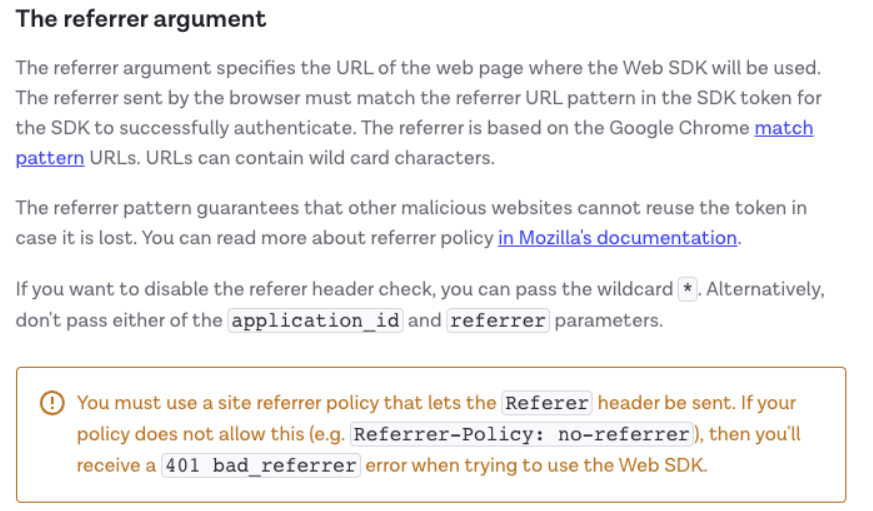 The referrer argument
The referrer argument specifies the URL of the web page where the Web SDK will be used.
The referrer sent by the browser must match the referrer URL pattern in the SDK token for
the SDK to successfully authenticate. The referrer is based on the Google Chrome match
pattern URLs. URLs can contain wild card characters.
The referrer pattern guarantees that other malicious websites cannot reuse the token in
case it is lost. You can read more about referrer policy in Mozilla's documentation.
If you want to disable the referer header check, you can pass the wildcard *. Alternatively,
don't pass either of the application_id and referrer parameters.
You must use a site referrer policy that lets the Referer header be sent. If your
policy does not allow this (e.g. Referrer-Policy: no-referrer), then you'll
receive a 401 bad_referrer error when trying to use the Web SDK.